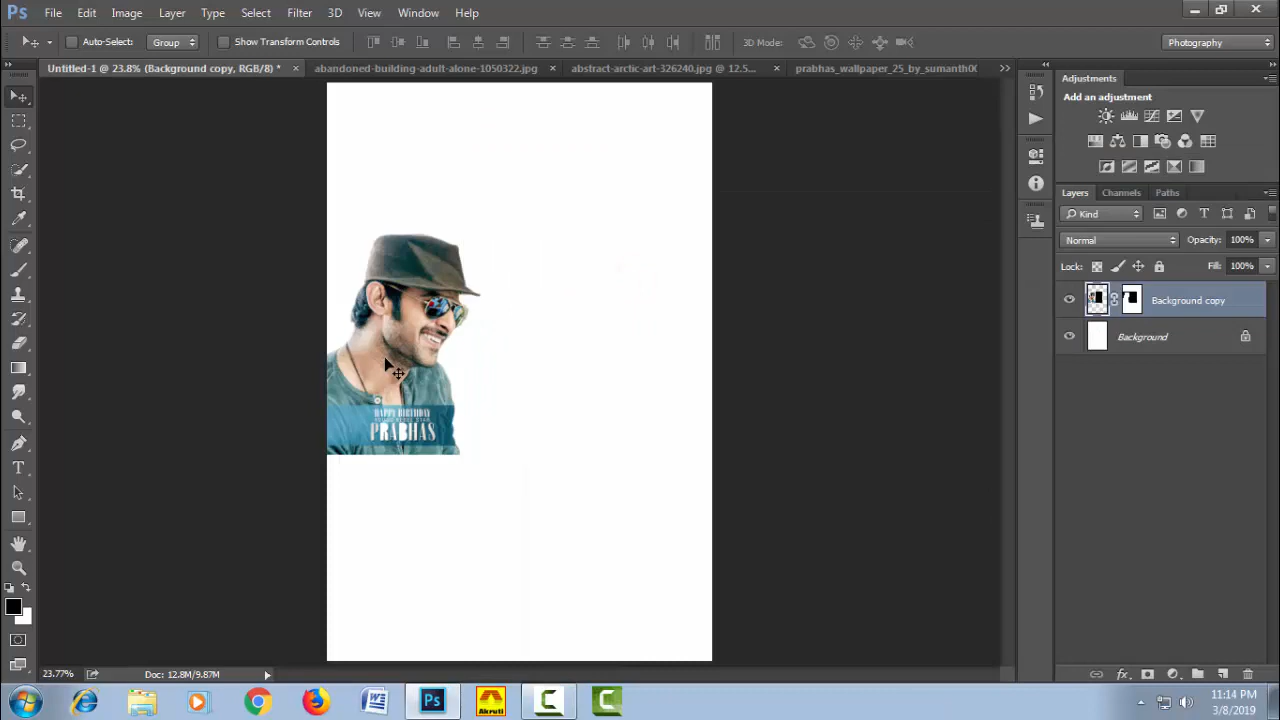 Ps File Edit Image Layer Type Select Filter 3D View Window Help
Auto-Select: Group Show Transform Controls 3D Mode: Photography
Untitled-1 @ 23.8% (Background copy, RGB/8) * × abandoned-building-adult-alone-1050322.jpg × abstract-arctic-art-326240.jpg @ 12.5... × prabhas_wallpaper_25_by_sumanth0
Adjustments
Add an adjustment
Layers Channels Paths
Kind
Normal Opacity: 100%
Lock: Fill: 100%
Background copy
Background
HAPPY BIRTHDAY
PRABHAS
23.77% Doc: 12.8M/9.87M
Ps Akruti
11:14 PM
3/8/2019